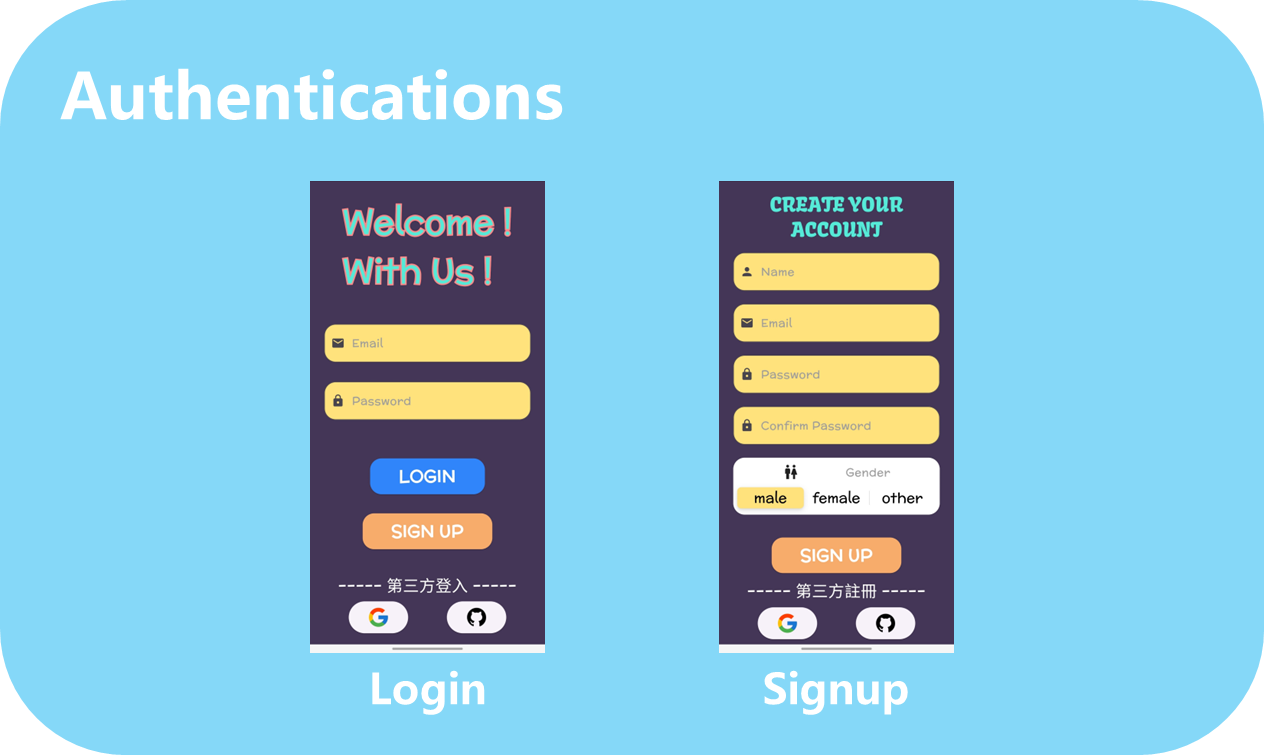 Authentications
Welcome !
With Us !
Email
Password
LOGIN
SIGN UP
----- 第三方登入 -----
Login
CREATE YOUR
ACCOUNT
Name
Email
Password
Confirm Password
Gender
male female other
SIGN UP
----- 第三方註冊 -----
Signup